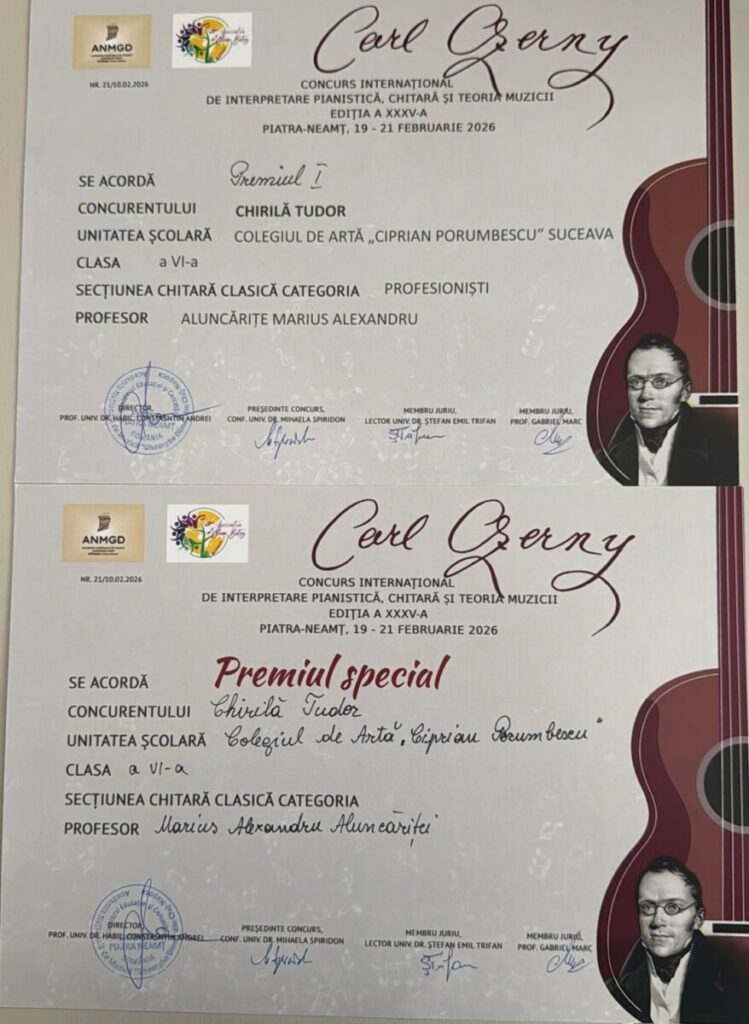 ANMGD
Asociația
NR. 21/10.02.2026
Carl Czerny
CONCURS INTERNAȚIONAL
DE INTERPRETARE PIANISTICĂ, CHITARĂ ȘI TEORIA MUZICII
EDIȚIA A XXXV-A
PIATRA-NEAMȚ, 19 - 21 FEBRUARIE 2026
SE ACORDĂ Premiul I
CONCURENTULUI CHIRILĂ TUDOR
UNITATEA ȘCOLARĂ COLEGIUL DE ARTĂ „CIPRIAN PORUMBESCU” SUCEAVA
CLASA a VI-a
SECȚIUNEA CHITARĂ CLASICĂ CATEGORIA PROFESIONIȘTI
PROFESOR ALUNCĂRIȚE MARIUS ALEXANDRU
DIRECTOR,
PROF. UNIV. DR. HABIL. CONSTANTIN ANDREI
PREȘEDINTE CONCURS,
CONF. UNIV. DR. MIHAELA SPIRIDON
MEMBRU JURIU,
LECTOR UNIV. DR. ȘTEFAN EMIL TRIFAN
MEMBRU JURIU,
PROF. GABRIEL MARC
PIATRA NEAMȚ
ROMÂNIA
ANMGD
Asociația
NR. 21/10.02.2026
Carl Czerny
CONCURS INTERNAȚIONAL
DE INTERPRETARE PIANISTICĂ, CHITARĂ ȘI TEORIA MUZICII
EDIȚIA A XXXV-A
PIATRA-NEAMȚ, 19 - 21 FEBRUARIE 2026
SE ACORDĂ Premiul special
CONCURENTULUI Chirilă Tudor
UNITATEA ȘCOLARĂ Colegiul de Artă „Ciprian Porumbescu”
CLASA a VI-a
SECȚIUNEA CHITARĂ CLASICĂ CATEGORIA
PROFESOR Marius Alexandru Aluncăriței
DIRECTOR,
PROF. UNIV. DR. HABIL. CONSTANTIN ANDREI
PREȘEDINTE CONCURS,
CONF. UNIV. DR. MIHAELA SPIRIDON
MEMBRU JURIU,
LECTOR UNIV. DR. ȘTEFAN EMIL TRIFAN
MEMBRU JURIU,
PROF. GABRIEL MARC
PIATRA NEAMȚ
ROMÂNIA